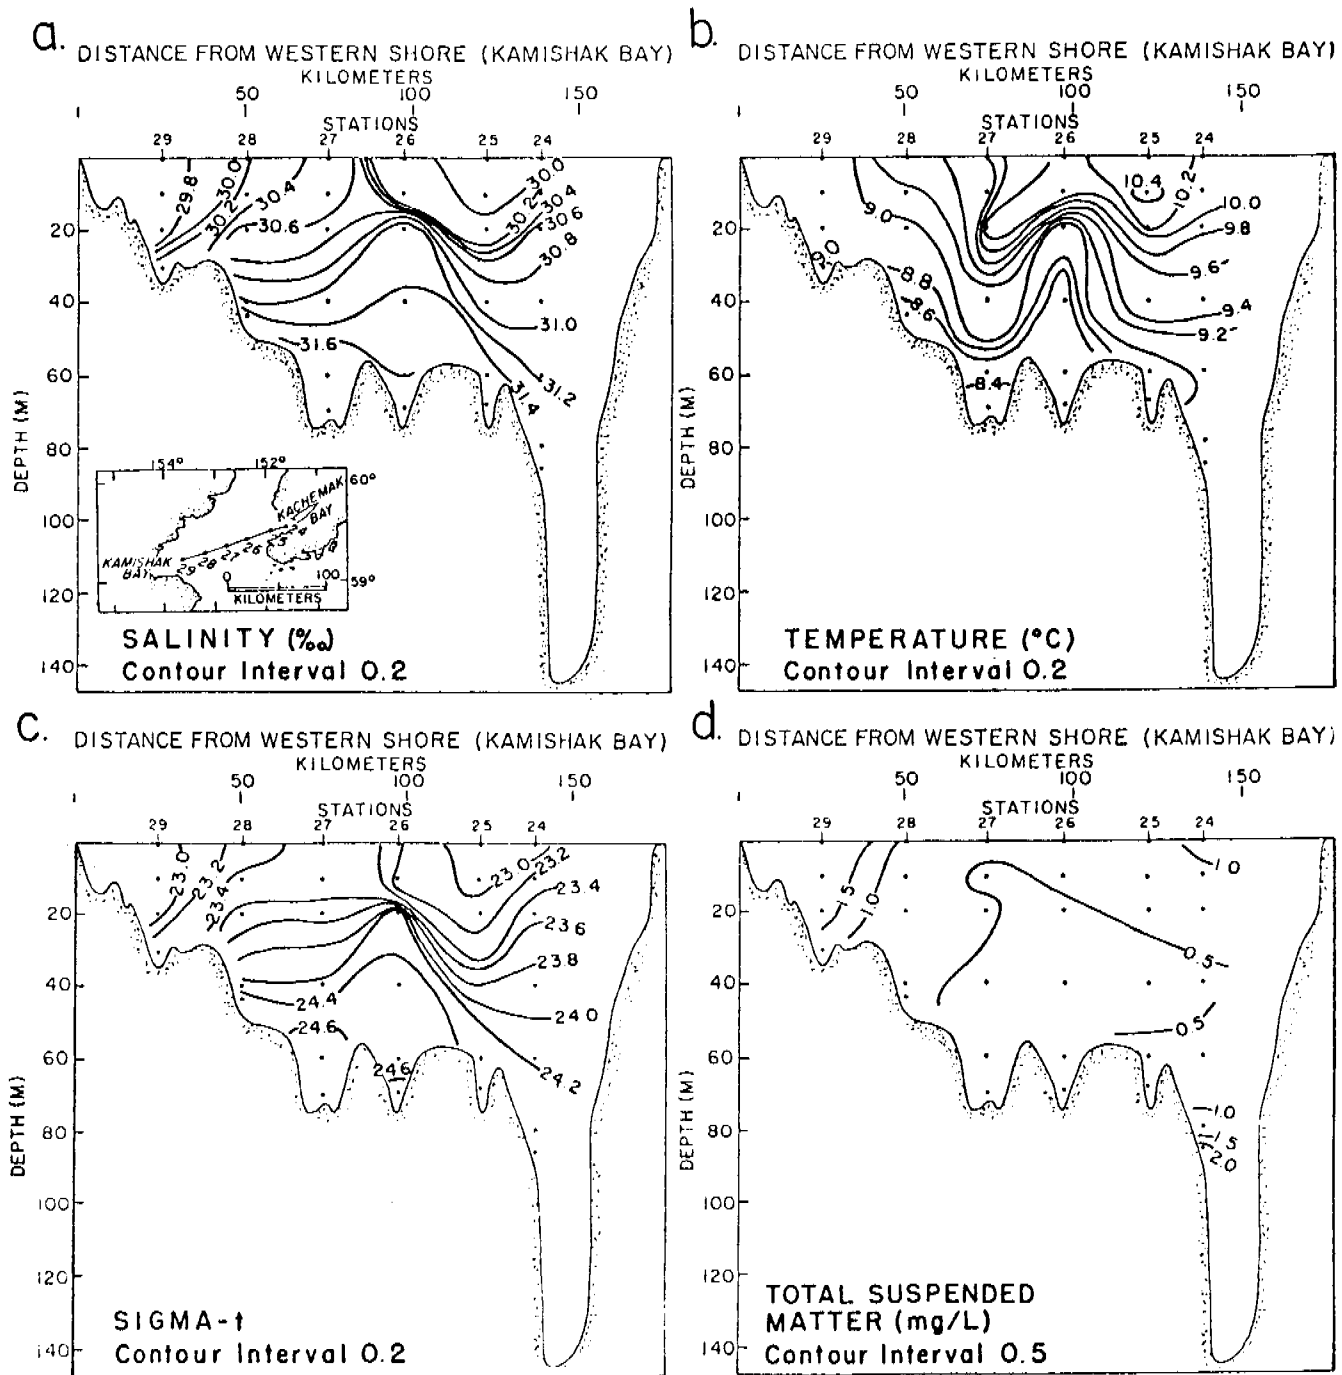 a.
DISTANCE FROM WESTERN SHORE (KAMISHAK BAY)
KILOMETERS
50 100 150
STATIONS
29 28 27 26 25 24
29.8
30.0
30.2
30.4
30.6
30.0
30.2
30.4
30.6
30.8
31.0
31.2
31.4
31.6
20
40
60
80
100
120
140
DEPTH (M)
154° 152°
60°
59°
KACHEMAK
BAY
KAMISHAK
BAY
29 28 27 26 25 24
0 100
KILOMETERS
SALINITY (‰)
Contour Interval 0.2
b.
DISTANCE FROM WESTERN SHORE (KAMISHAK BAY)
KILOMETERS
50 100 150
STATIONS
29 28 27 26 25 24
9.0
9.0
8.8
8.6
8.4
10.4
10.2
10.0
9.8
9.6
9.4
9.2
20
40
60
80
100
120
140
DEPTH (M)
TEMPERATURE (°C)
Contour Interval 0.2
c.
DISTANCE FROM WESTERN SHORE (KAMISHAK BAY)
KILOMETERS
50 100 150
STATIONS
29 28 27 26 25 24
23.0
23.2
23.4
23.0
23.2
23.4
23.6
23.8
24.0
24.2
24.4
24.6
24.6
20
40
60
80
100
120
140
DEPTH (M)
SIGMA-t
Contour Interval 0.2
d.
DISTANCE FROM WESTERN SHORE (KAMISHAK BAY)
KILOMETERS
50 100 150
STATIONS
29 28 27 26 25 24
1.5
1.0
1.0
0.5
0.5
1.0
1.5
2.0
20
40
60
80
100
120
140
DEPTH (M)
TOTAL SUSPENDED
MATTER (mg/L)
Contour Interval 0.5